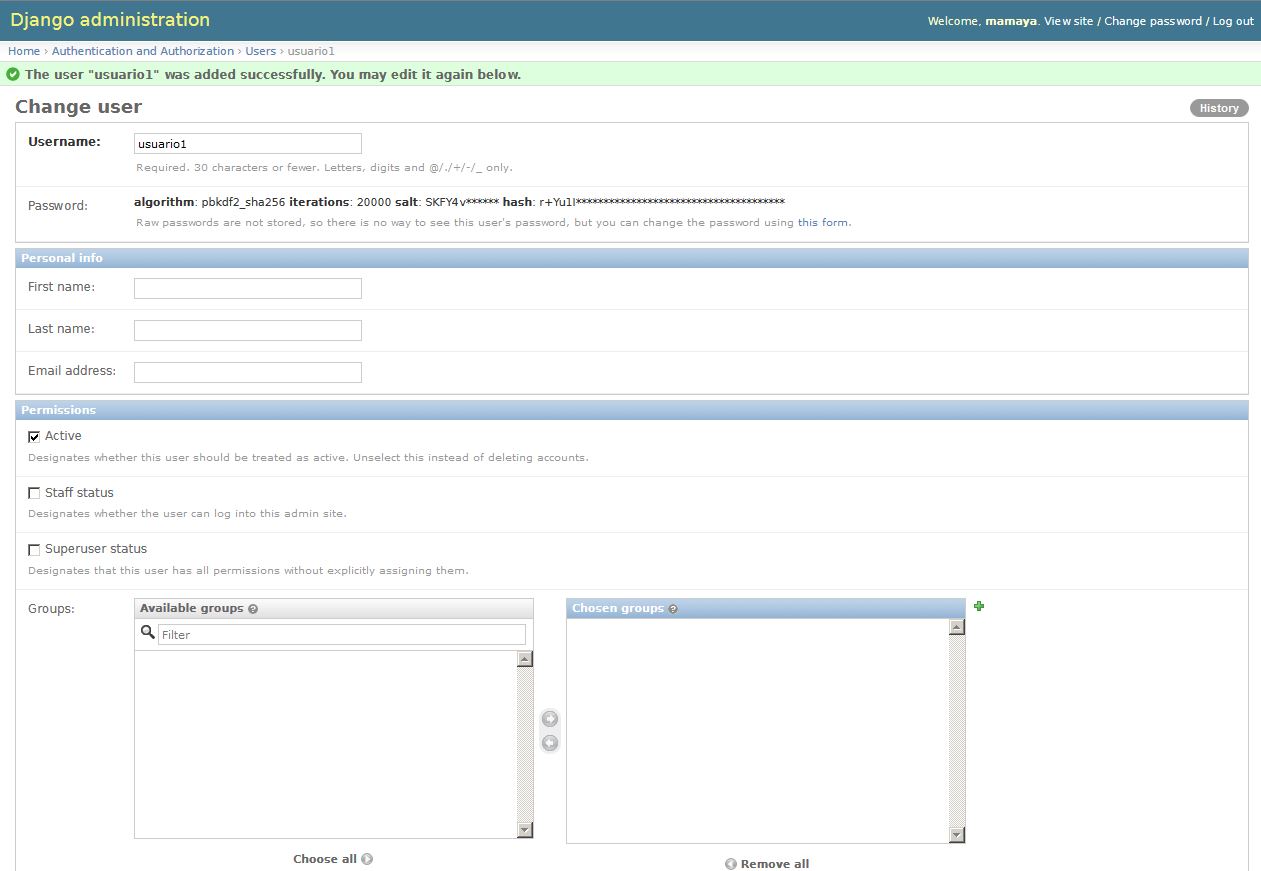 Django administration
Welcome, mamaya. View site / Change password / Log out
Home › Authentication and Authorization › Users › usuario1
The user "usuario1" was added successfully. You may edit it again below.
Change user
History
Username:
usuario1
Required. 30 characters or fewer. Letters, digits and @/./+/-/_ only.
Password:
algorithm: pbkdf2_sha256 iterations: 20000 salt: SKFY4v****** hash: r+Yu1I**************************************
Raw passwords are not stored, so there is no way to see this user's password, but you can change the password using this form.
Personal info
First name:
Last name:
Email address:
Permissions
Active
Designates whether this user should be treated as active. Unselect this instead of deleting accounts.
Staff status
Designates whether the user can log into this admin site.
Superuser status
Designates that this user has all permissions without explicitly assigning them.
Groups:
Available groups ?
Filter
Choose all
Chosen groups ?
Remove all